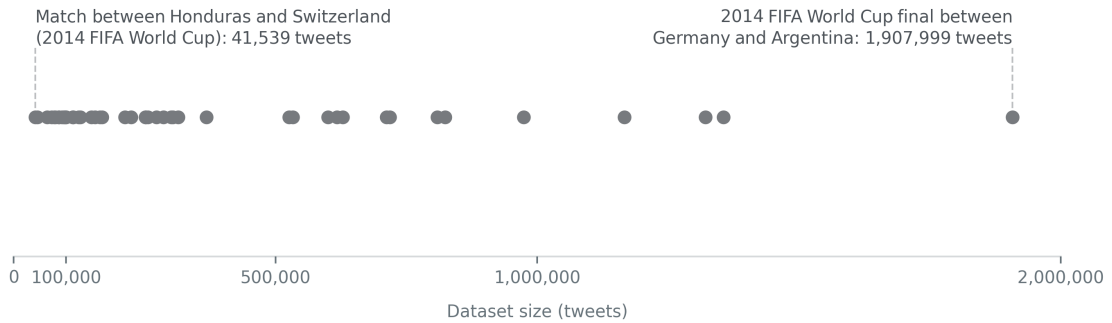 Match between Honduras and Switzerland
(2014 FIFA World Cup): 41,539 tweets
2014 FIFA World Cup final between
Germany and Argentina: 1,907,999 tweets
0 100,000 500,000 1,000,000 2,000,000
Dataset size (tweets)